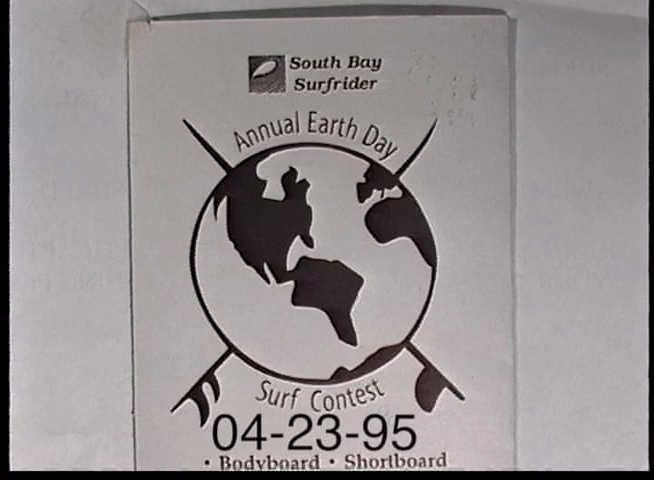 South Bay
Surfrider
Annual Earth Day
Surf Contest
04-23-95
• Bodyboard • Shortboard